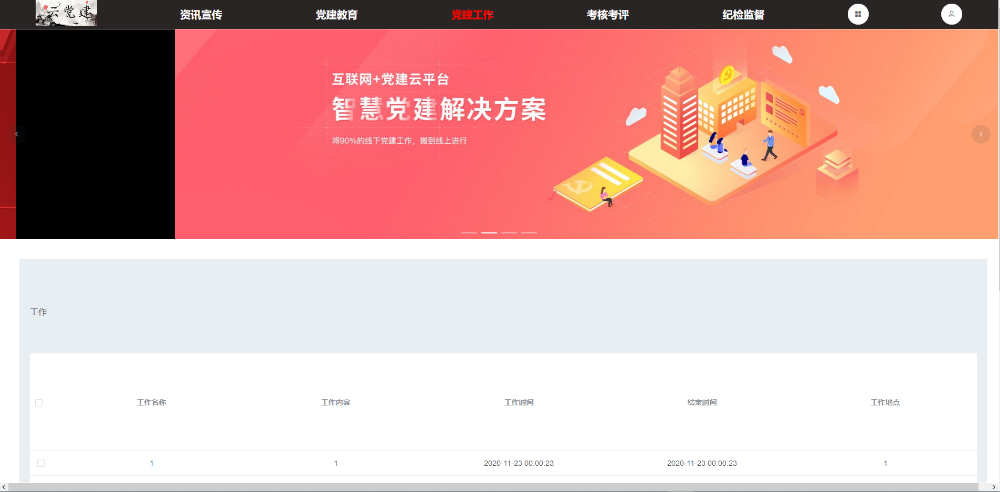 云上党建
资讯宣传
党建教育
党建工作
考核考评
纪检监督
互联网+党建云平台
智慧党建解决方案
将90%的线下党建工作，搬到线上进行
工作
工作名称 工作内容 工作时间 结束时间 工作地点
1 1 2020-11-23 00:00:23 2020-11-23 00:00:23 1